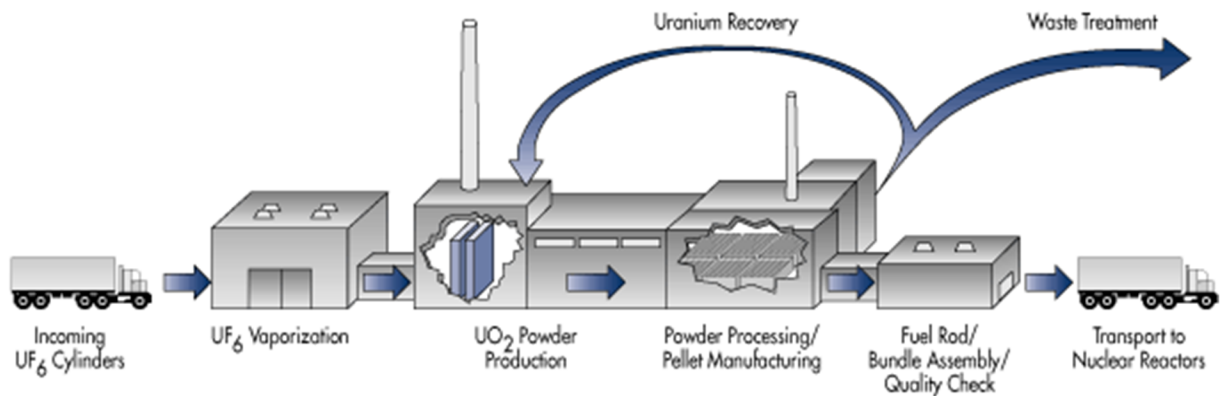 Uranium Recovery
Waste Treatment
Incoming
UF6 Cylinders
UF6 Vaporization
UO2 Powder
Production
Powder Processing/
Pellet Manufacturing
Fuel Rod/
Bundle Assembly/
Quality Check
Transport to
Nuclear Reactors